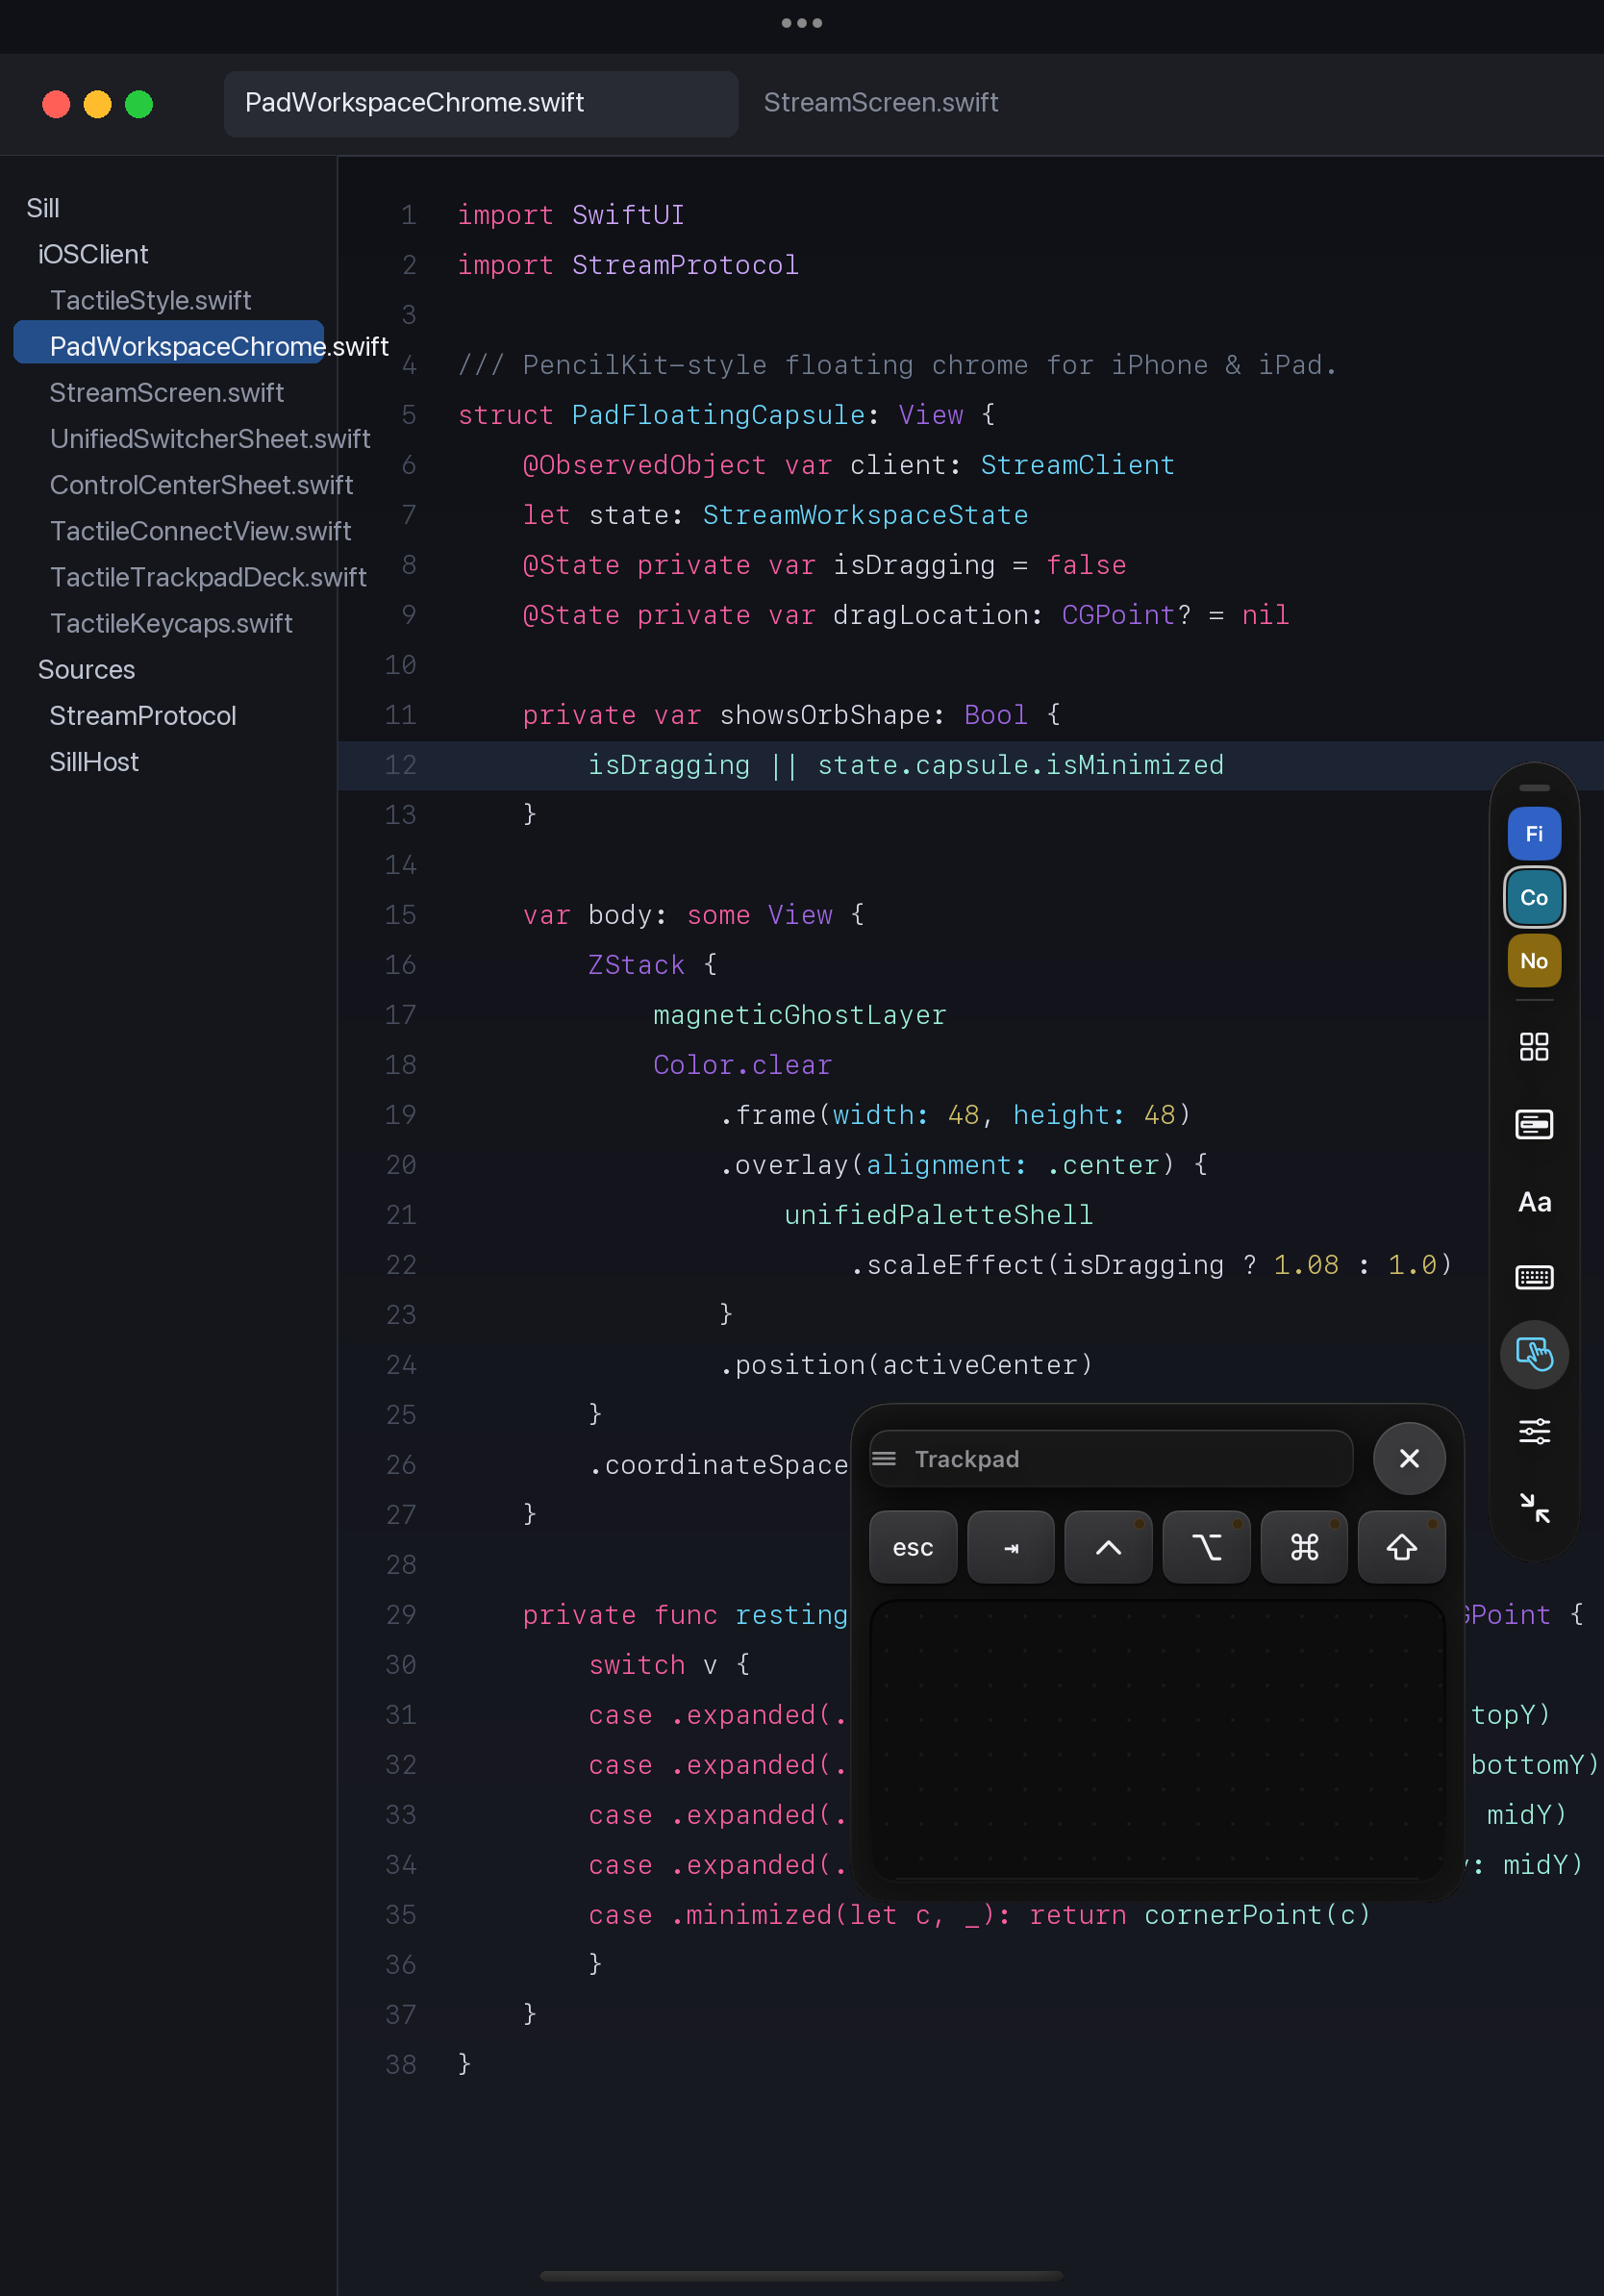 PadWorkspaceChrome.swift
StreamScreen.swift
Sill
iOSClient
TactileStyle.swift
PadWorkspaceChrome.swift
StreamScreen.swift
UnifiedSwitcherSheet.swift
ControlCenterSheet.swift
TactileConnectView.swift
TactileTrackpadDeck.swift
TactileKeycaps.swift
Sources
StreamProtocol
SillHost
1 import SwiftUI
2 import StreamProtocol
3
4 /// PencilKit-style floating chrome for iPhone & iPad.
5 struct PadFloatingCapsule: View {
6 @ObservedObject var client: StreamClient
7 let state: StreamWorkspaceState
8 @State private var isDragging = false
9 @State private var dragLocation: CGPoint? = nil
10
11 private var showsOrbShape: Bool {
12 isDragging || state.capsule.isMinimized
13 }
14
15 var body: some View {
16 ZStack {
17 magneticGhostLayer
18 Color.clear
19 .frame(width: 48, height: 48)
20 .overlay(alignment: .center) {
21 unifiedPaletteShell
22 .scaleEffect(isDragging ? 1.08 : 1.0)
23 }
24 .position(activeCenter)
25 }
26 .coordinateSpace
27 }
28
29 private func resting GPoint {
30 switch v {
31 case .expanded(. topY)
32 case .expanded(. bottomY)
33 case .expanded(. midY)
34 case .expanded(. y: midY)
35 case .minimized(let c, _): return cornerPoint(c)
36 }
37 }
38 }
Fi
Co
No
Aa
Trackpad
esc ⇥ ^ ⌥ ⌘ ⇧